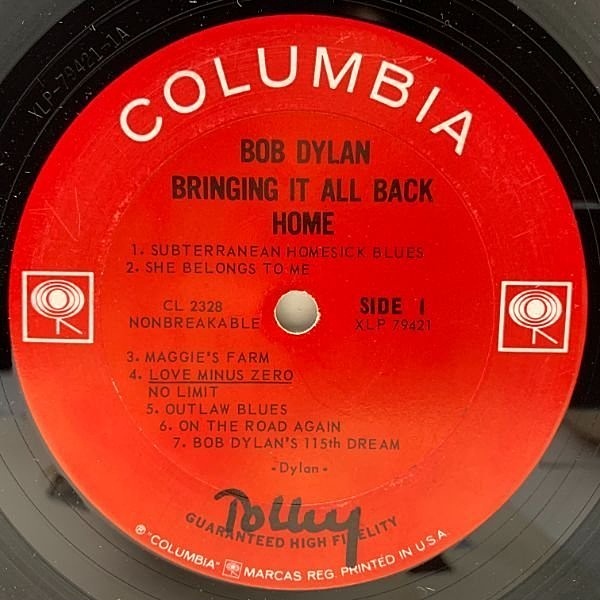 XLP-79421-1A
COLUMBIA
BOB DYLAN
BRINGING IT ALL BACK
HOME
1. SUBTERRANEAN HOMESICK BLUES
2. SHE BELONGS TO ME
CL 2328
NONBREAKABLE
SIDE 1
XLP 79421
3. MAGGIE'S FARM
4. LOVE MINUS ZERO
NO LIMIT
5. OUTLAW BLUES
6. ON THE ROAD AGAIN
7. BOB DYLAN'S 115th DREAM
-Dylan-
GUARANTEED HIGH FIDELITY
® "COLUMBIA" MARCAS REG. PRINTED IN U.S.A.